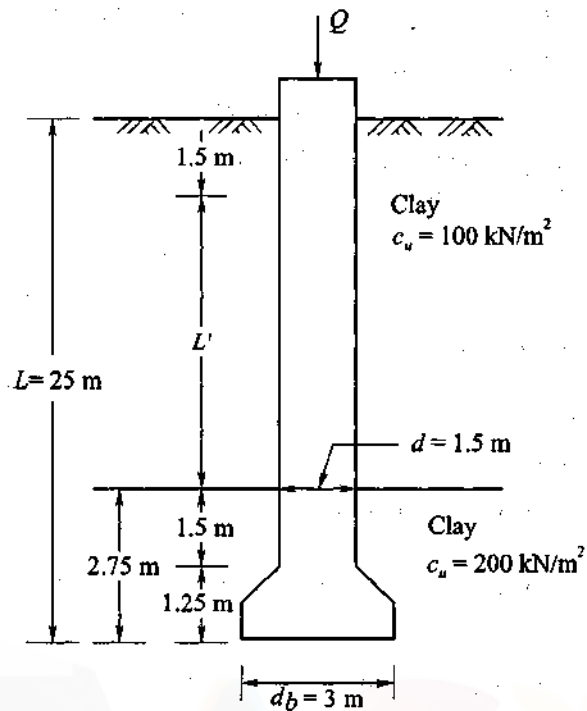 Q
1.5 m
Clay
c_u = 100 kN/m²
L'
L= 25 m
d = 1.5 m
1.5 m
Clay
c_u = 200 kN/m²
2.75 m
1.25 m
d_b = 3 m